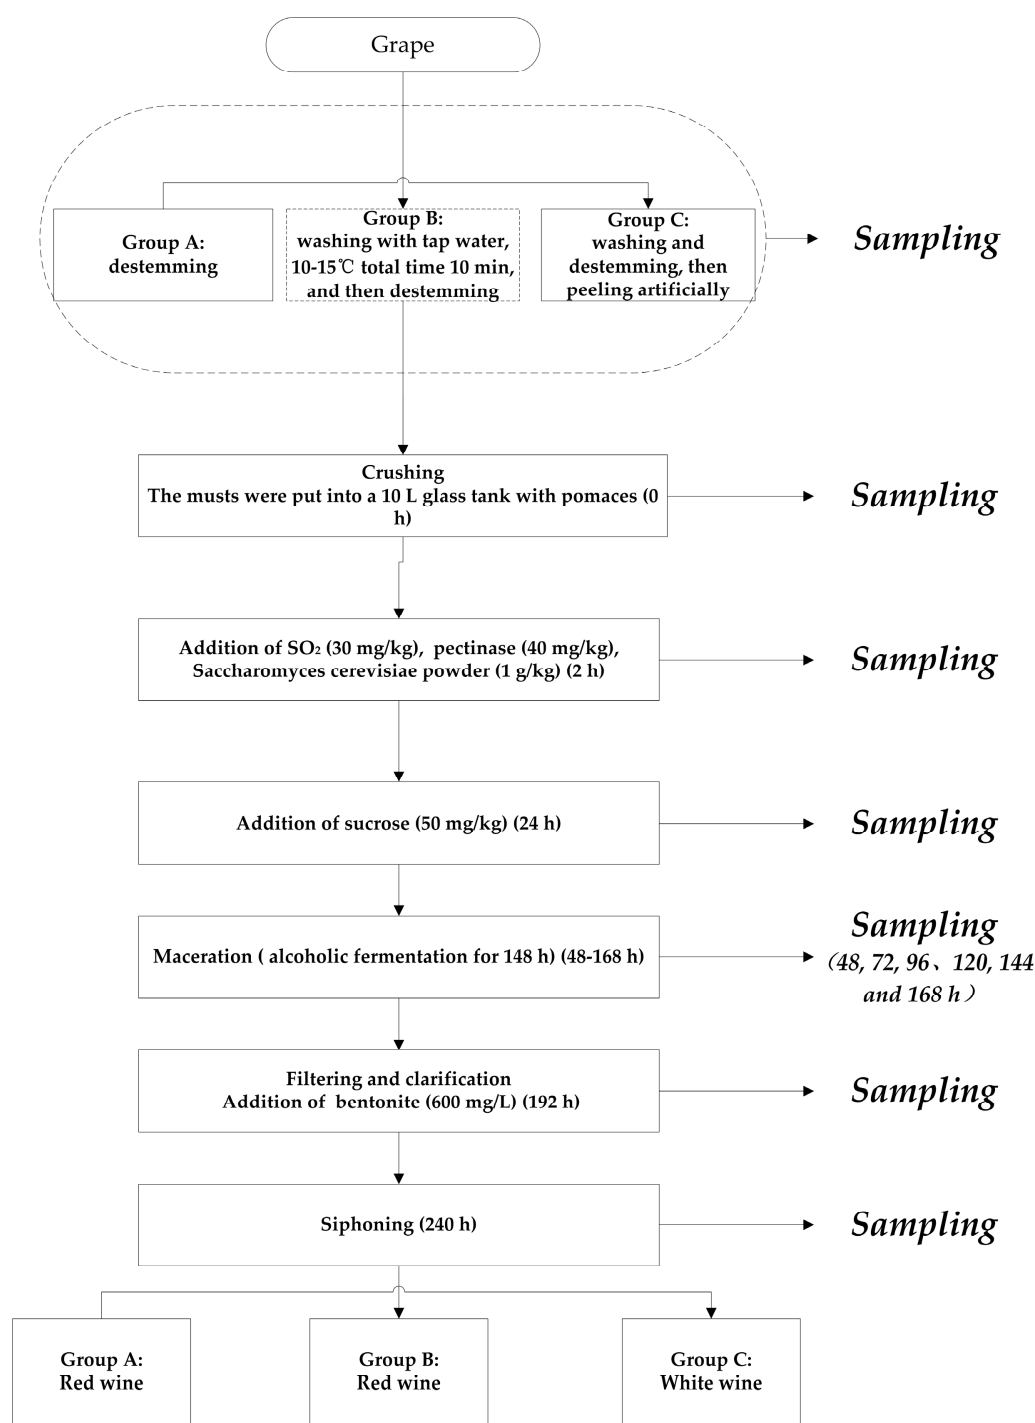 Grape
Group A:
destemming
Group B:
washing with tap water,
10-15℃ total time 10 min,
and then destemming
Group C:
washing and
destemming, then
peeling artificially
Sampling
Crushing
The musts were put into a 10 L glass tank with pomaces (0
h)
Sampling
Addition of SO₂ (30 mg/kg), pectinase (40 mg/kg),
Saccharomyces cerevisiae powder (1 g/kg) (2 h)
Sampling
Addition of sucrose (50 mg/kg) (24 h)
Sampling
Maceration ( alcoholic fermentation for 148 h) (48-168 h)
Sampling
（48, 72, 96、120, 144
and 168 h）
Filtering and clarification
Addition of bentonite (600 mg/L) (192 h)
Sampling
Siphoning (240 h)
Sampling
Group A:
Red wine
Group B:
Red wine
Group C:
White wine